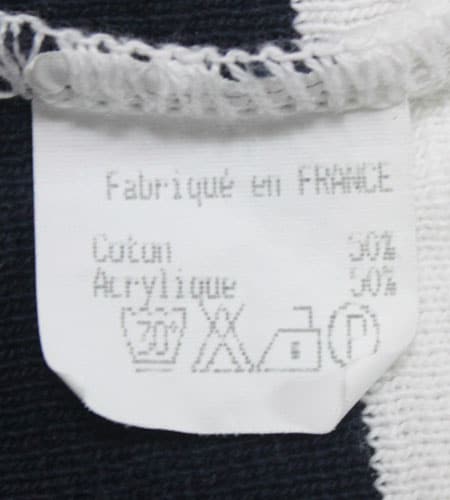 Fabriqué en FRANCE
Coton 50%
Acrylique 50%
P